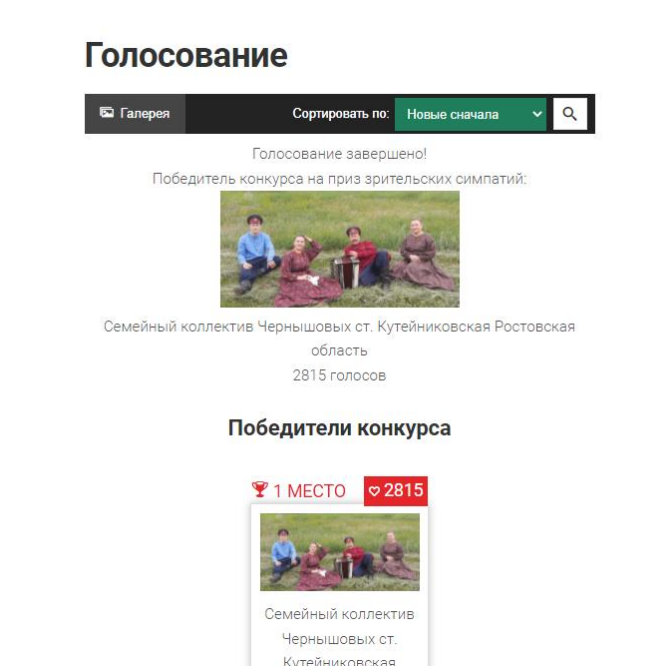 Голосование
Галерея
Сортировать по:
Новые сначала
Голосование завершено!
Победитель конкурса на приз зрительских симпатий:
Семейный коллектив Чернышовых ст. Кутейниковская Ростовская
область
2815 голосов
Победители конкурса
1 МЕСТО
2815
Семейный коллектив
Чернышовых ст.
Кутейниковская